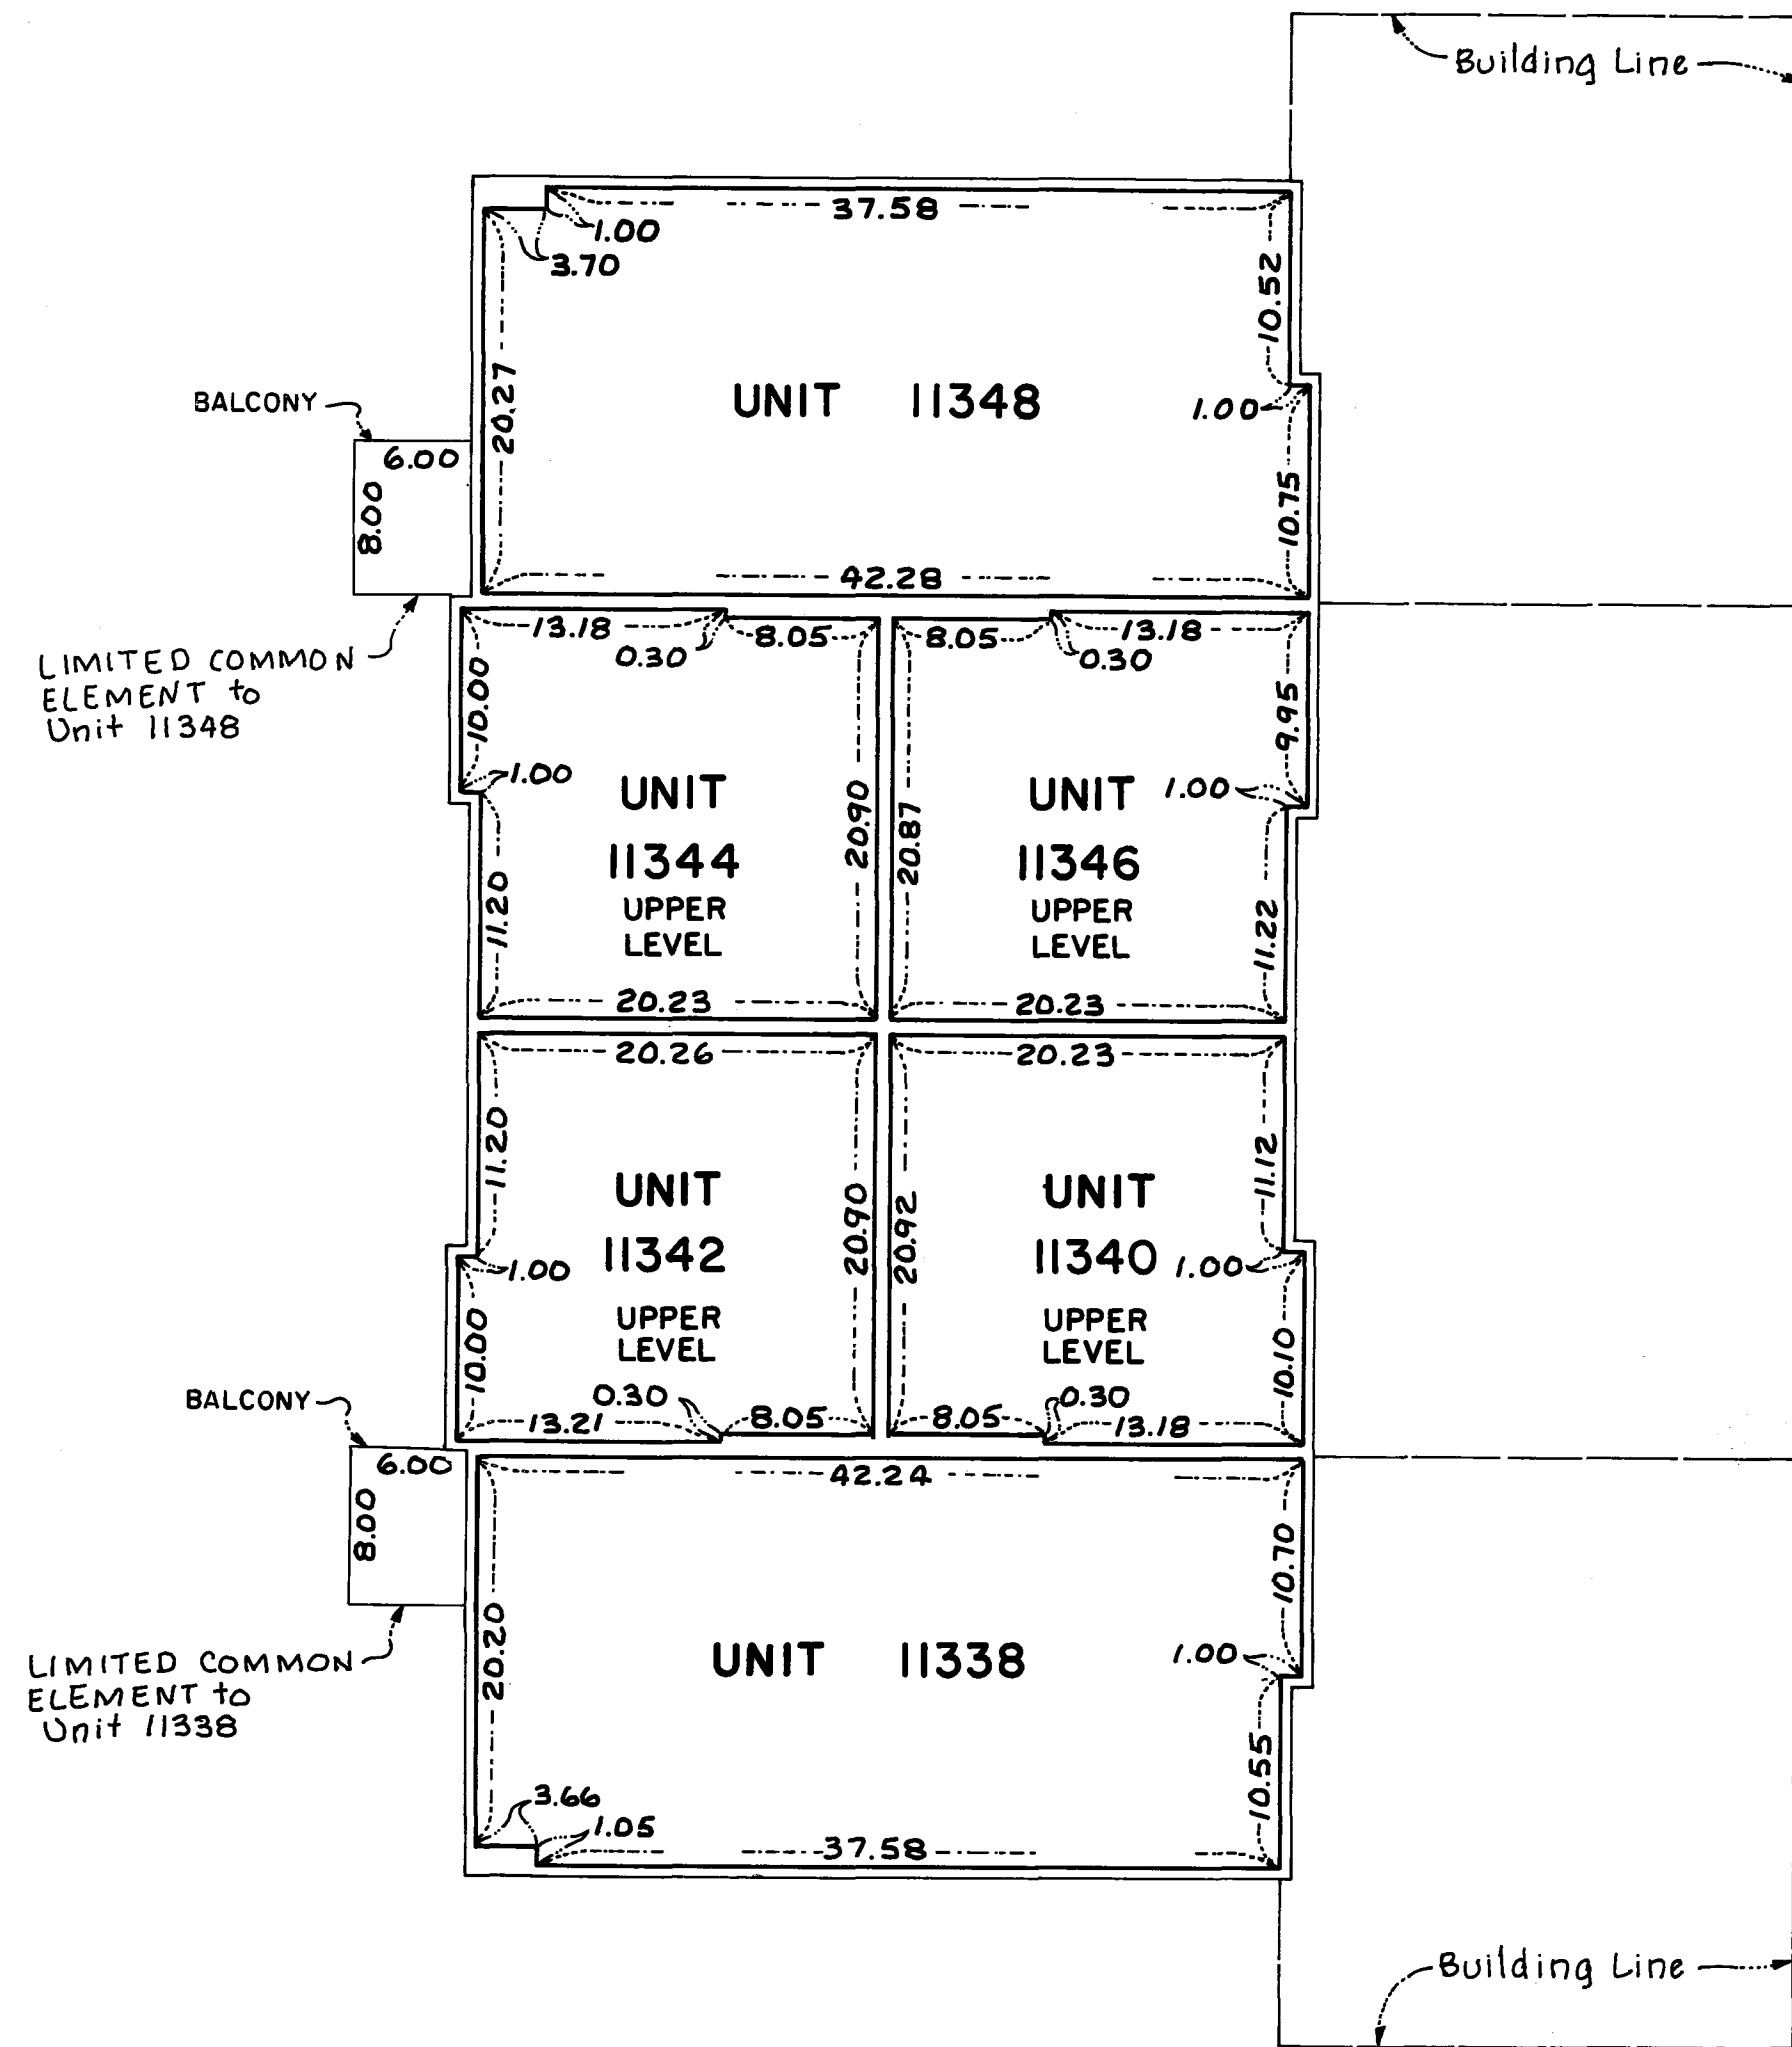 Building Line
37.58
1.00
3.70
10.52
20.27
UNIT 11348
1.00
BALCONY
6.00
8.00
10.75
42.28
13.18
0.30
8.05
8.05
0.30
13.18
LIMITED COMMON
ELEMENT to
Unit 11348
10.00
9.95
1.00
1.00
UNIT
11344
UPPER
LEVEL
20.90
20.87
UNIT
11346
UPPER
LEVEL
11.20
11.22
20.23
20.23
20.26
20.23
11.20
11.12
UNIT
11342
UPPER
LEVEL
20.90
20.92
UNIT
11340
UPPER
LEVEL
1.00
1.00
10.00
10.10
0.30
13.21
8.05
8.05
0.30
13.18
BALCONY
6.00
8.00
42.24
10.70
20.20
UNIT 11338
1.00
LIMITED COMMON
ELEMENT to
Unit 11338
10.55
3.66
1.05
37.58
Building Line